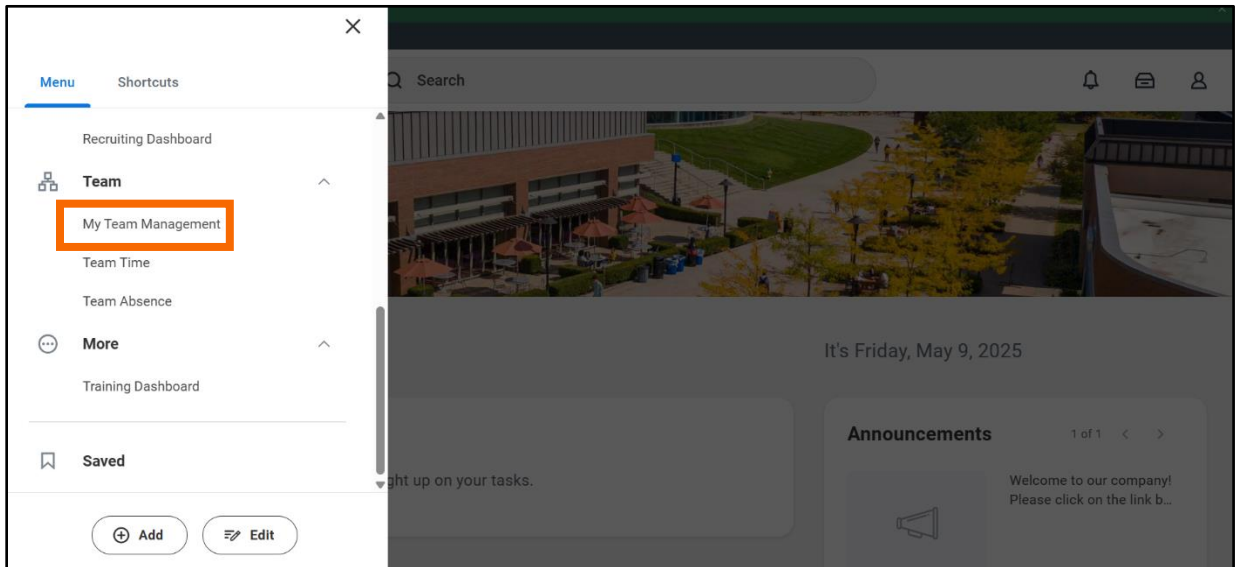 Menu
Shortcuts
Search
Recruiting Dashboard
Team
My Team Management
Team Time
Team Absence
More
Training Dashboard
Saved
Add
Edit
It's Friday, May 9, 2025
ght up on your tasks.
Announcements
1 of 1
Welcome to our company!
Please click on the link b...